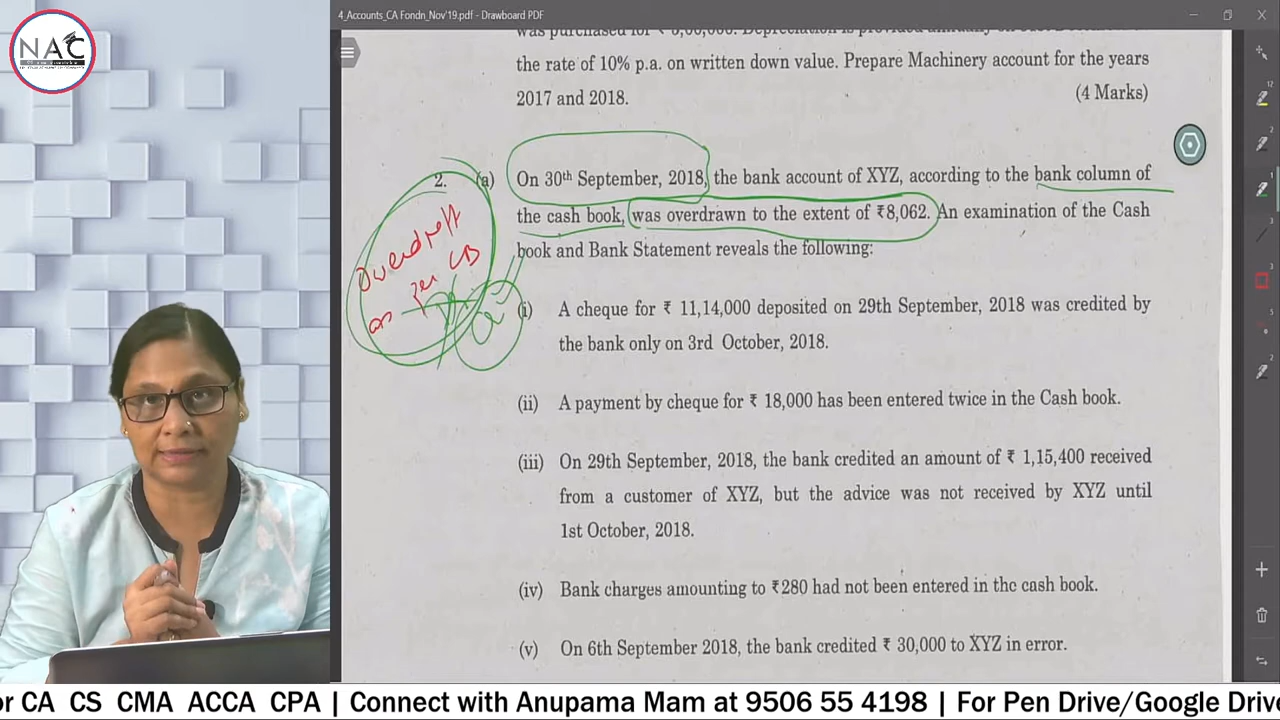 NAC
4_Accounts_CA Fondn_Nov'19.pdf - Drawboard PDF
the rate of 10% p.a. on written down value. Prepare Machinery account for the years
2017 and 2018. (4 Marks)
2. (a) On 30th September, 2018, the bank account of XYZ, according to the bank column of
the cash book, was overdrawn to the extent of ₹8,062. An examination of the Cash
book and Bank Statement reveals the following:
Overdraft
as per CB
(i) A cheque for ₹ 11,14,000 deposited on 29th September, 2018 was credited by
the bank only on 3rd October, 2018.
(ii) A payment by cheque for ₹ 18,000 has been entered twice in the Cash book.
(iii) On 29th September, 2018, the bank credited an amount of ₹ 1,15,400 received
from a customer of XYZ, but the advice was not received by XYZ until
1st October, 2018.
(iv) Bank charges amounting to ₹280 had not been entered in the cash book.
(v) On 6th September 2018, the bank credited ₹ 30,000 to XYZ in error.
or CA CS CMA ACCA CPA | Connect with Anupama Mam at 9506 55 4198 | For Pen Drive/Google Drive